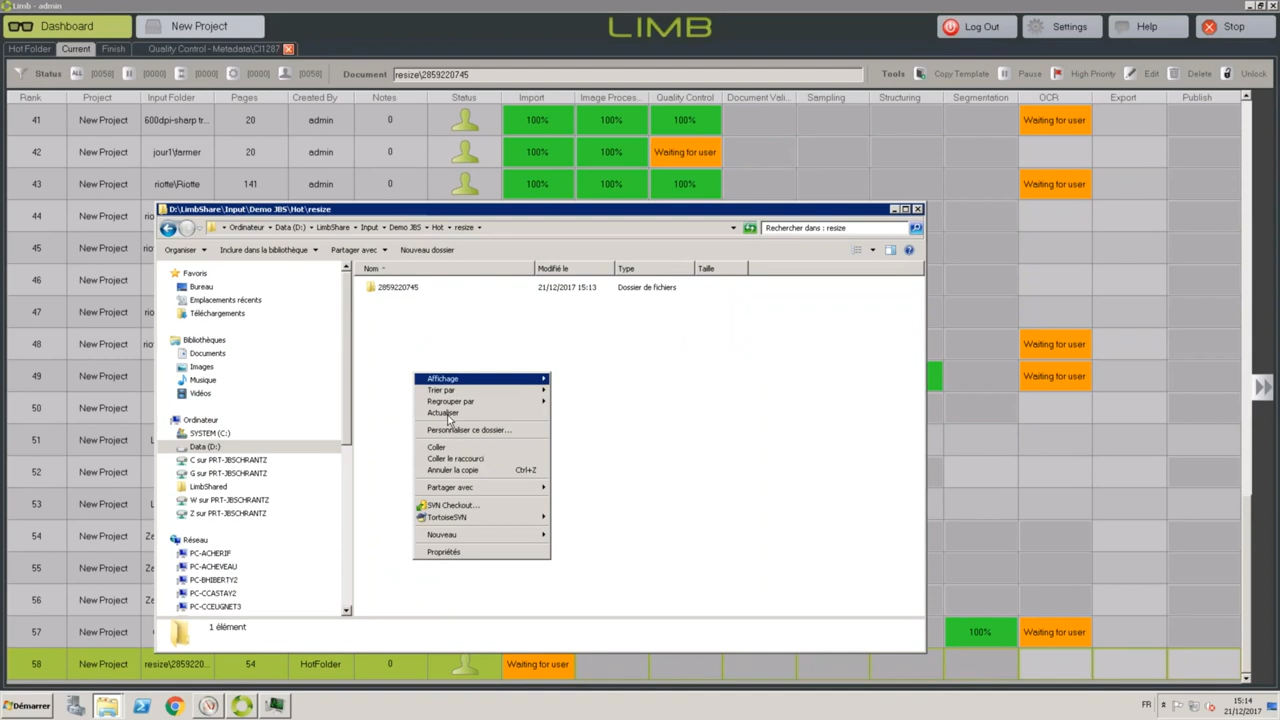 Limb - admin
Dashboard New Project LIMB Log Out Settings Help Stop
Hot Folder Current Finish Quality Control - Metadata\CI1287
Status ALL [0058] [0000] [0000] [0000] [0058] Document resize\2859220745 Tools Copy Template Pause High Priority Edit Delete Unlock
Rank Project Input Folder Pages Created By Notes Status Import Image Proces... Quality Control Document Vali... Sampling Structuring Segmentation OCR Export Publish
41 New Project 600dpi-sharp tr... 20 admin 0 100% 100% 100% Waiting for user
42 New Project jour1\farmer 20 admin 0 100% 100% Waiting for user
43 New Project riotte\Riotte 141 admin 0 100% 100% 100% Waiting for user
44 New Project
D:\LimbShare\Input\Demo JBS\Hot\resize
Ordinateur Data (D:) LimbShare Input Demo JBS Hot resize Rechercher dans : resize
45 New Project
Organiser Inclure dans la bibliothèque Partager avec Nouveau dossier
Nom Modifié le Type Taille
Favoris
46 New Project
Bureau 2859220745 21/12/2017 15:13 Dossier de fichiers
Emplacements récents
Téléchargements
47 New Project
Bibliothèques
48 New Project Waiting for user
Documents
Images
49 New Project Waiting for user
Musique
Vidéos
50 New Project
Ordinateur
SYSTEM (C:)
51 New Project
Data (D:)
C sur PRT-JBSCHRANTZ
52 New Project
G sur PRT-JBSCHRANTZ
LimbShared
W sur PRT-JBSCHRANTZ
53 New Project
Z sur PRT-JBSCHRANTZ
54 New Project
Réseau
PC-ACHERIF
55 New Project
PC-ACHEVEAU
PC-BHIBERTY2
PC-CCASTAY2
56 New Project
PC-CCEUGNET3
Affichage
Trier par
Regrouper par
Actualiser
Personnaliser ce dossier...
Coller
Coller le raccourci
Annuler la copie Ctrl+Z
Partager avec
SVN Checkout...
TortoiseSVN
Nouveau
Propriétés
1 élément
57 New Project 100% Waiting for user
58 New Project resize\2859220... 54 HotFolder 0 Waiting for user
Démarrer FR 15:14
21/12/2017